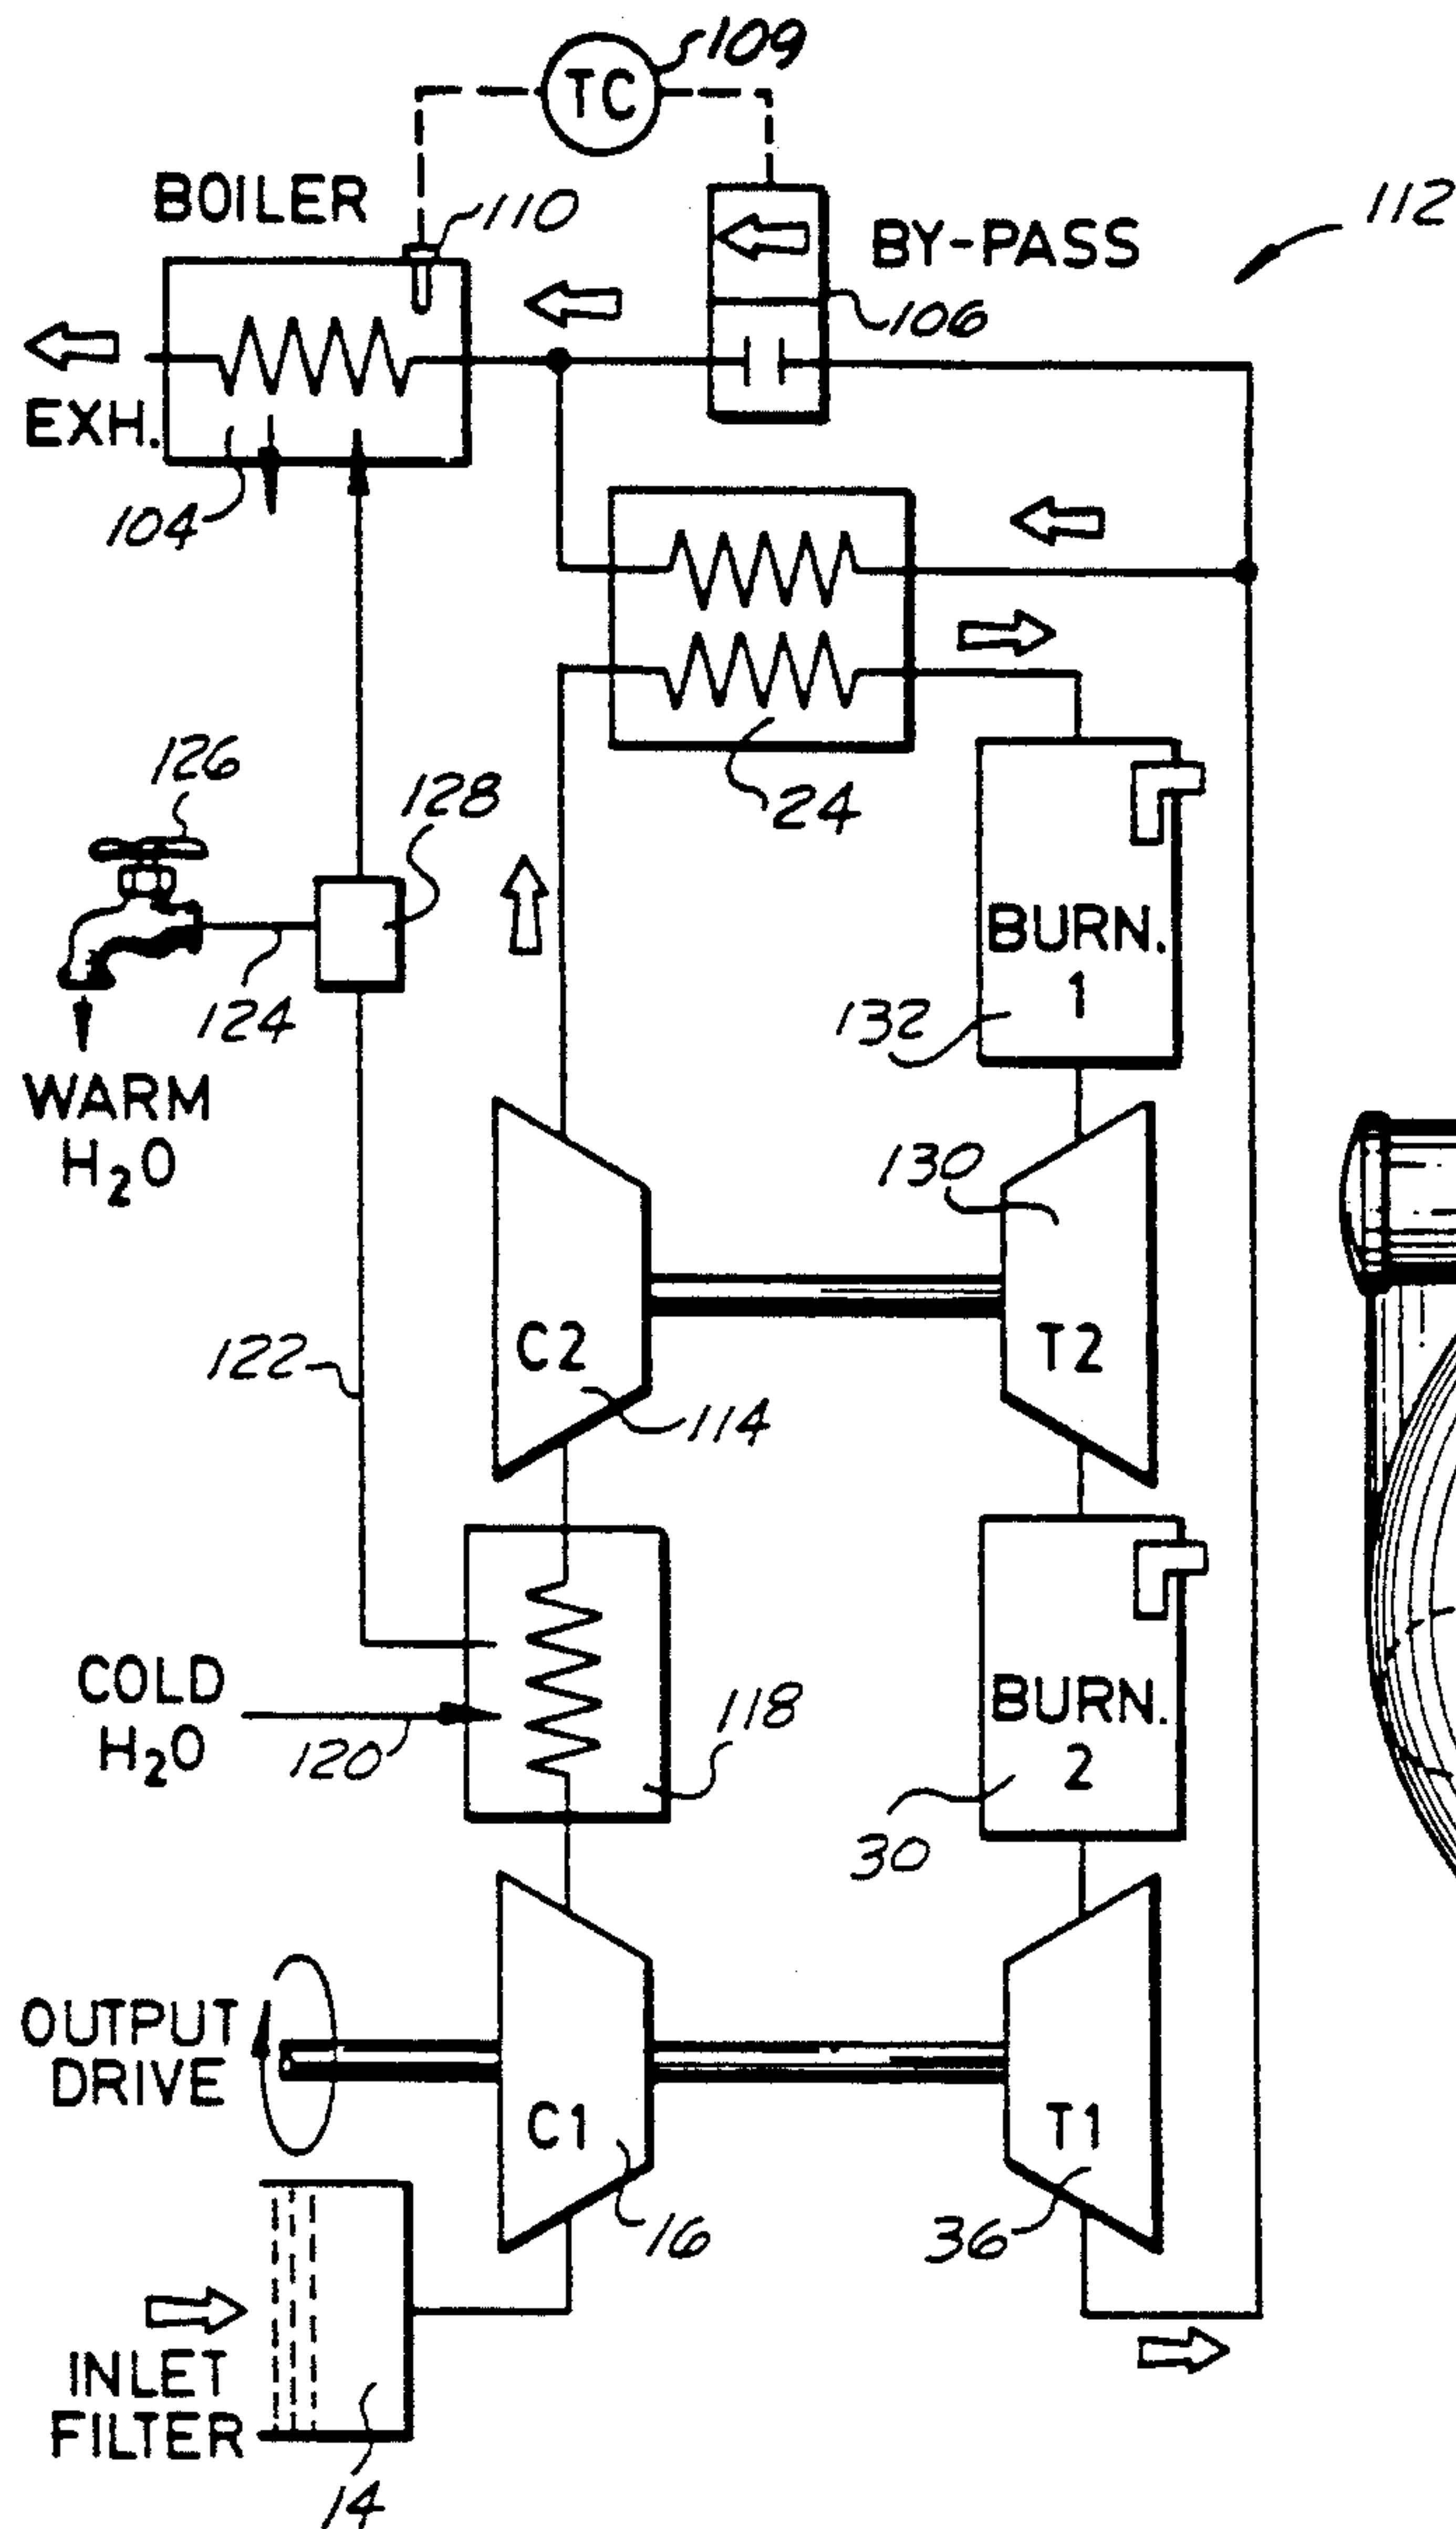 109
TC
112
BOILER
110
BY-PASS
106
EXH.
104
126
128
24
BURN.
1
124
132
WARM
H₂O
130
C2
T2
122
114
COLD
H₂O
118
BURN.
2
120
30
OUTPUT
DRIVE
C1
T1
16
36
INLET
FILTER
14